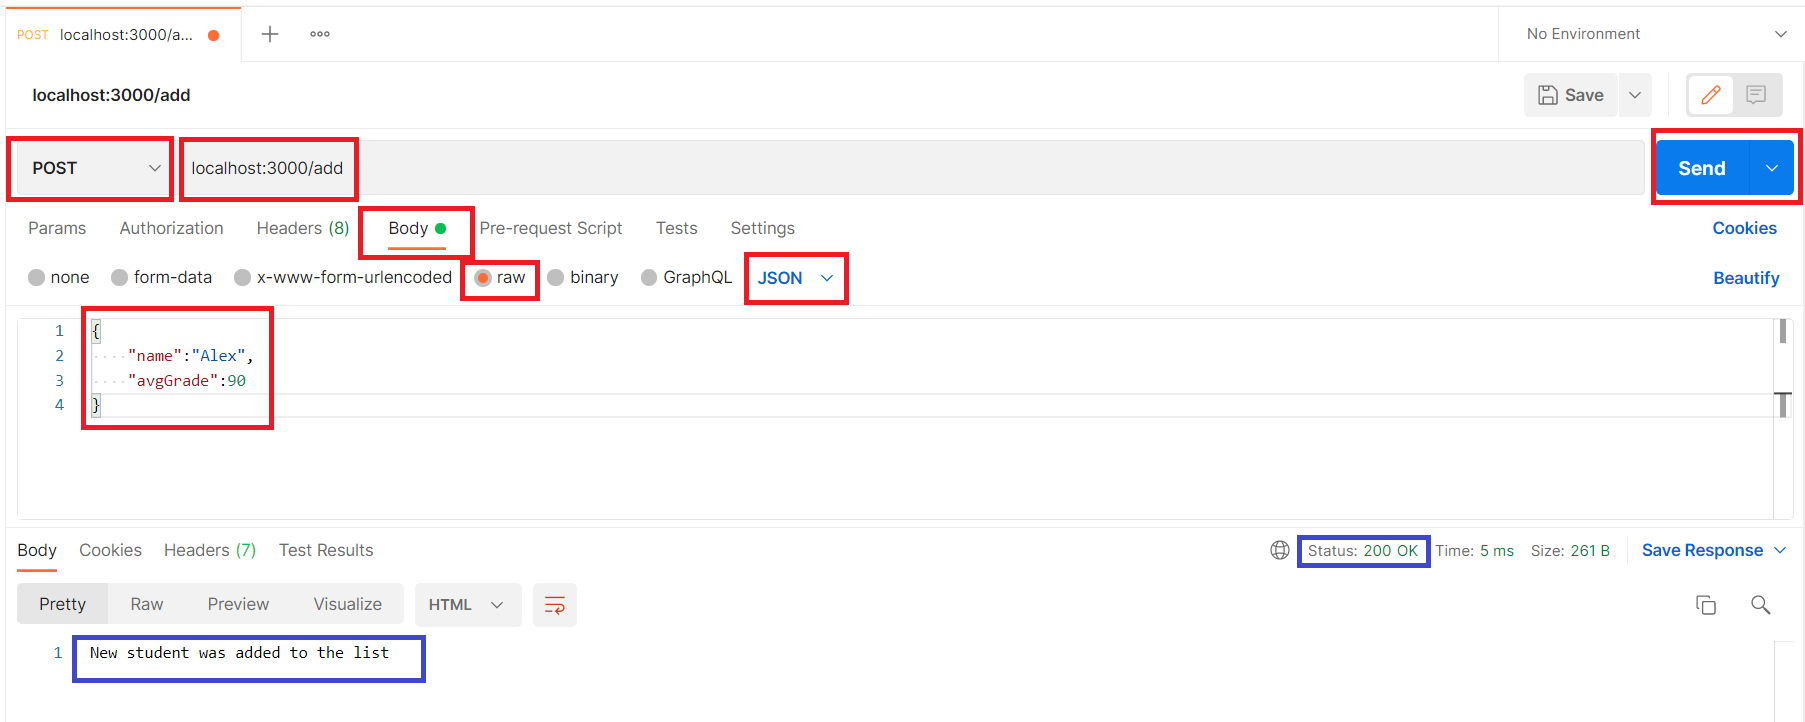 POST localhost:3000/a... No Environment
localhost:3000/add Save
POST localhost:3000/add Send
Params Authorization Headers (8) Body Pre-request Script Tests Settings Cookies
none form-data x-www-form-urlencoded raw binary GraphQL JSON Beautify
1 {
2 ····"name":"Alex",
3 ····"avgGrade":90
4 }
Body Cookies Headers (7) Test Results Status: 200 OK Time: 5 ms Size: 261 B Save Response
Pretty Raw Preview Visualize HTML
1 New student was added to the list